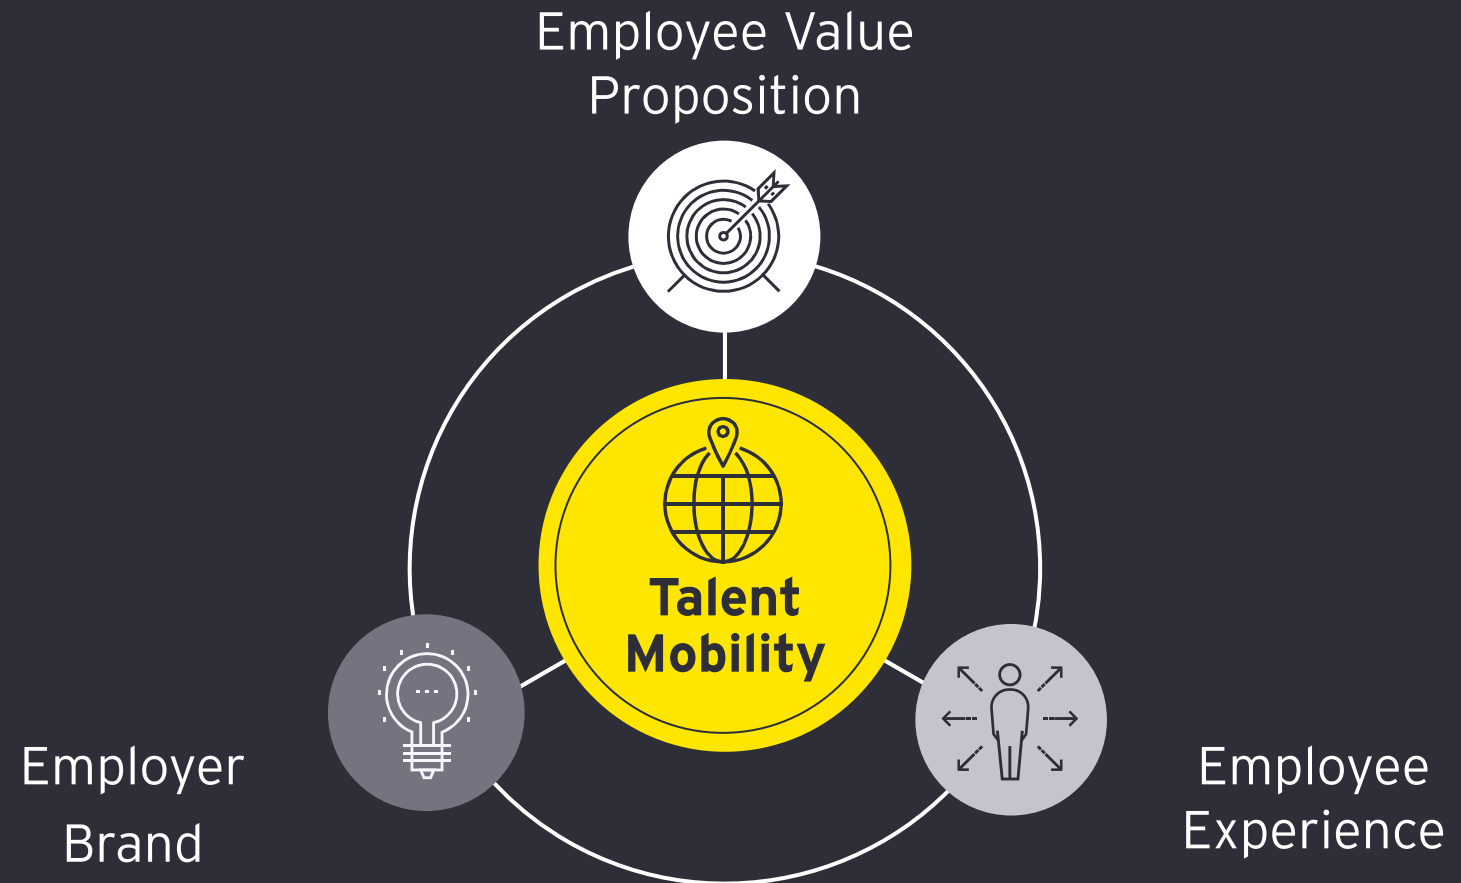 Employee Value
Proposition
Talent
Mobility
Employer
Brand
Employee
Experience